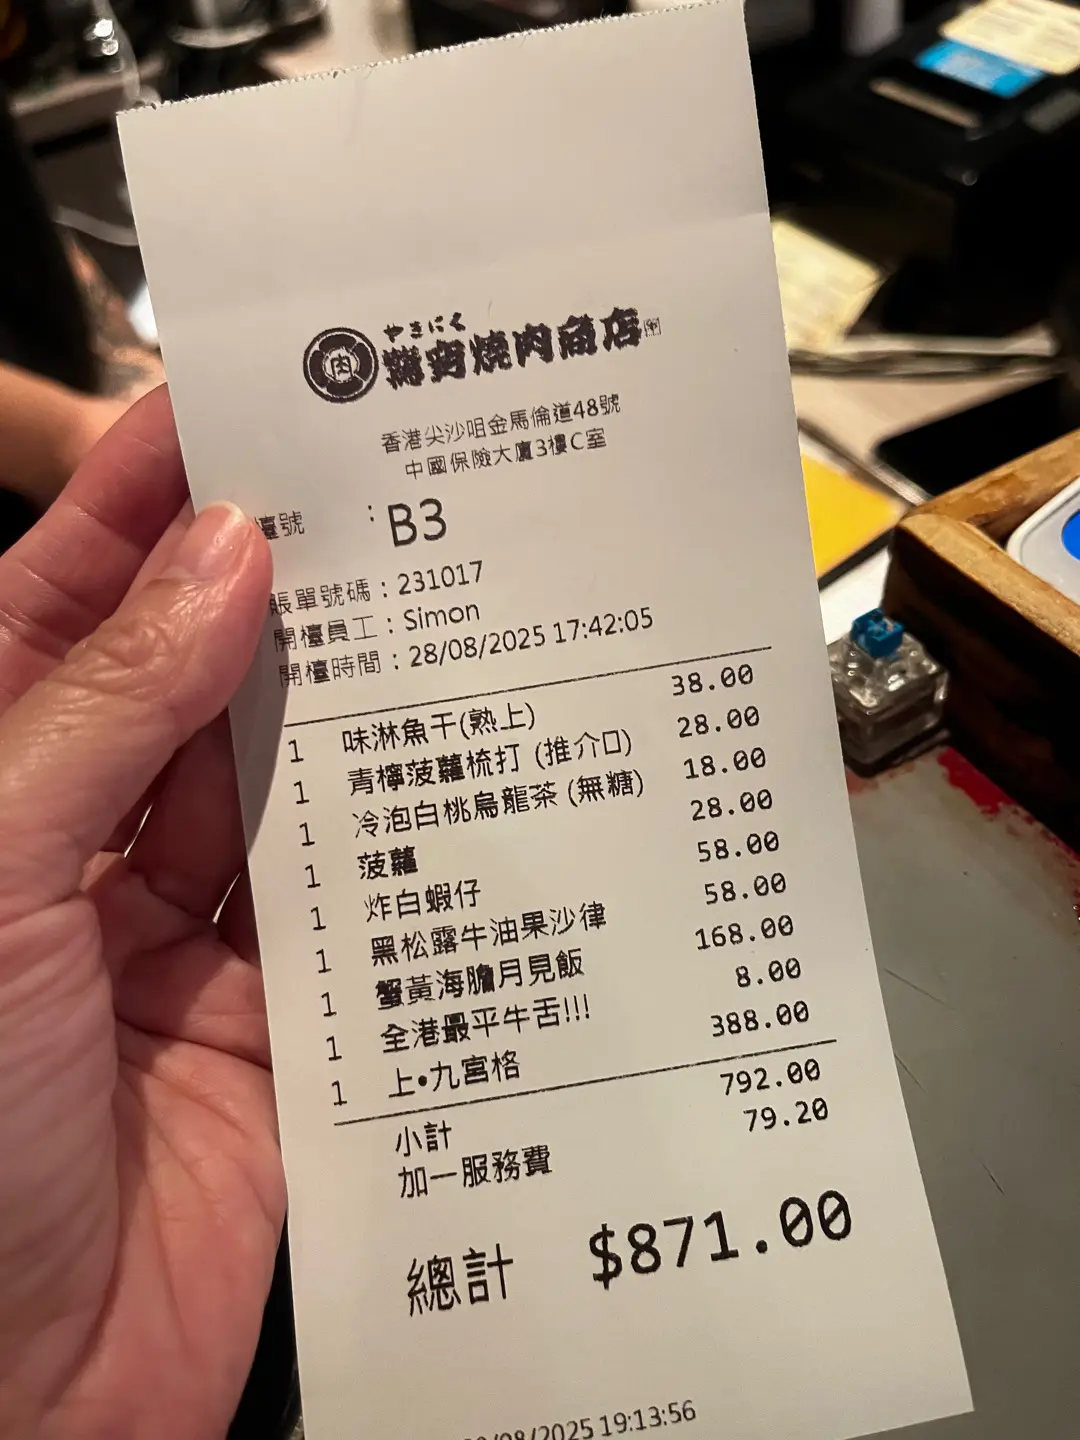 肉
やきにく
燒肉商店
香港尖沙咀金馬倫道48號
中國保險大廈3樓C室
檯號 : B3
賬單號碼 : 231017
開檯員工 : Simon
開檯時間 : 28/08/2025 17:42:05
1 味淋魚干(熟上) 38.00
1 青檸菠蘿梳打 (推介口) 28.00
1 冷泡白桃烏龍茶 (無糖) 18.00
1 菠蘿 28.00
1 炸白蝦仔 58.00
1 黑松露牛油果沙律 58.00
1 蟹黃海膽月見飯 168.00
1 全港最平牛舌!!! 8.00
1 上•九宮格 388.00
小計 792.00
加一服務費 79.20
總計 $871.00
/08/2025 19:13:56